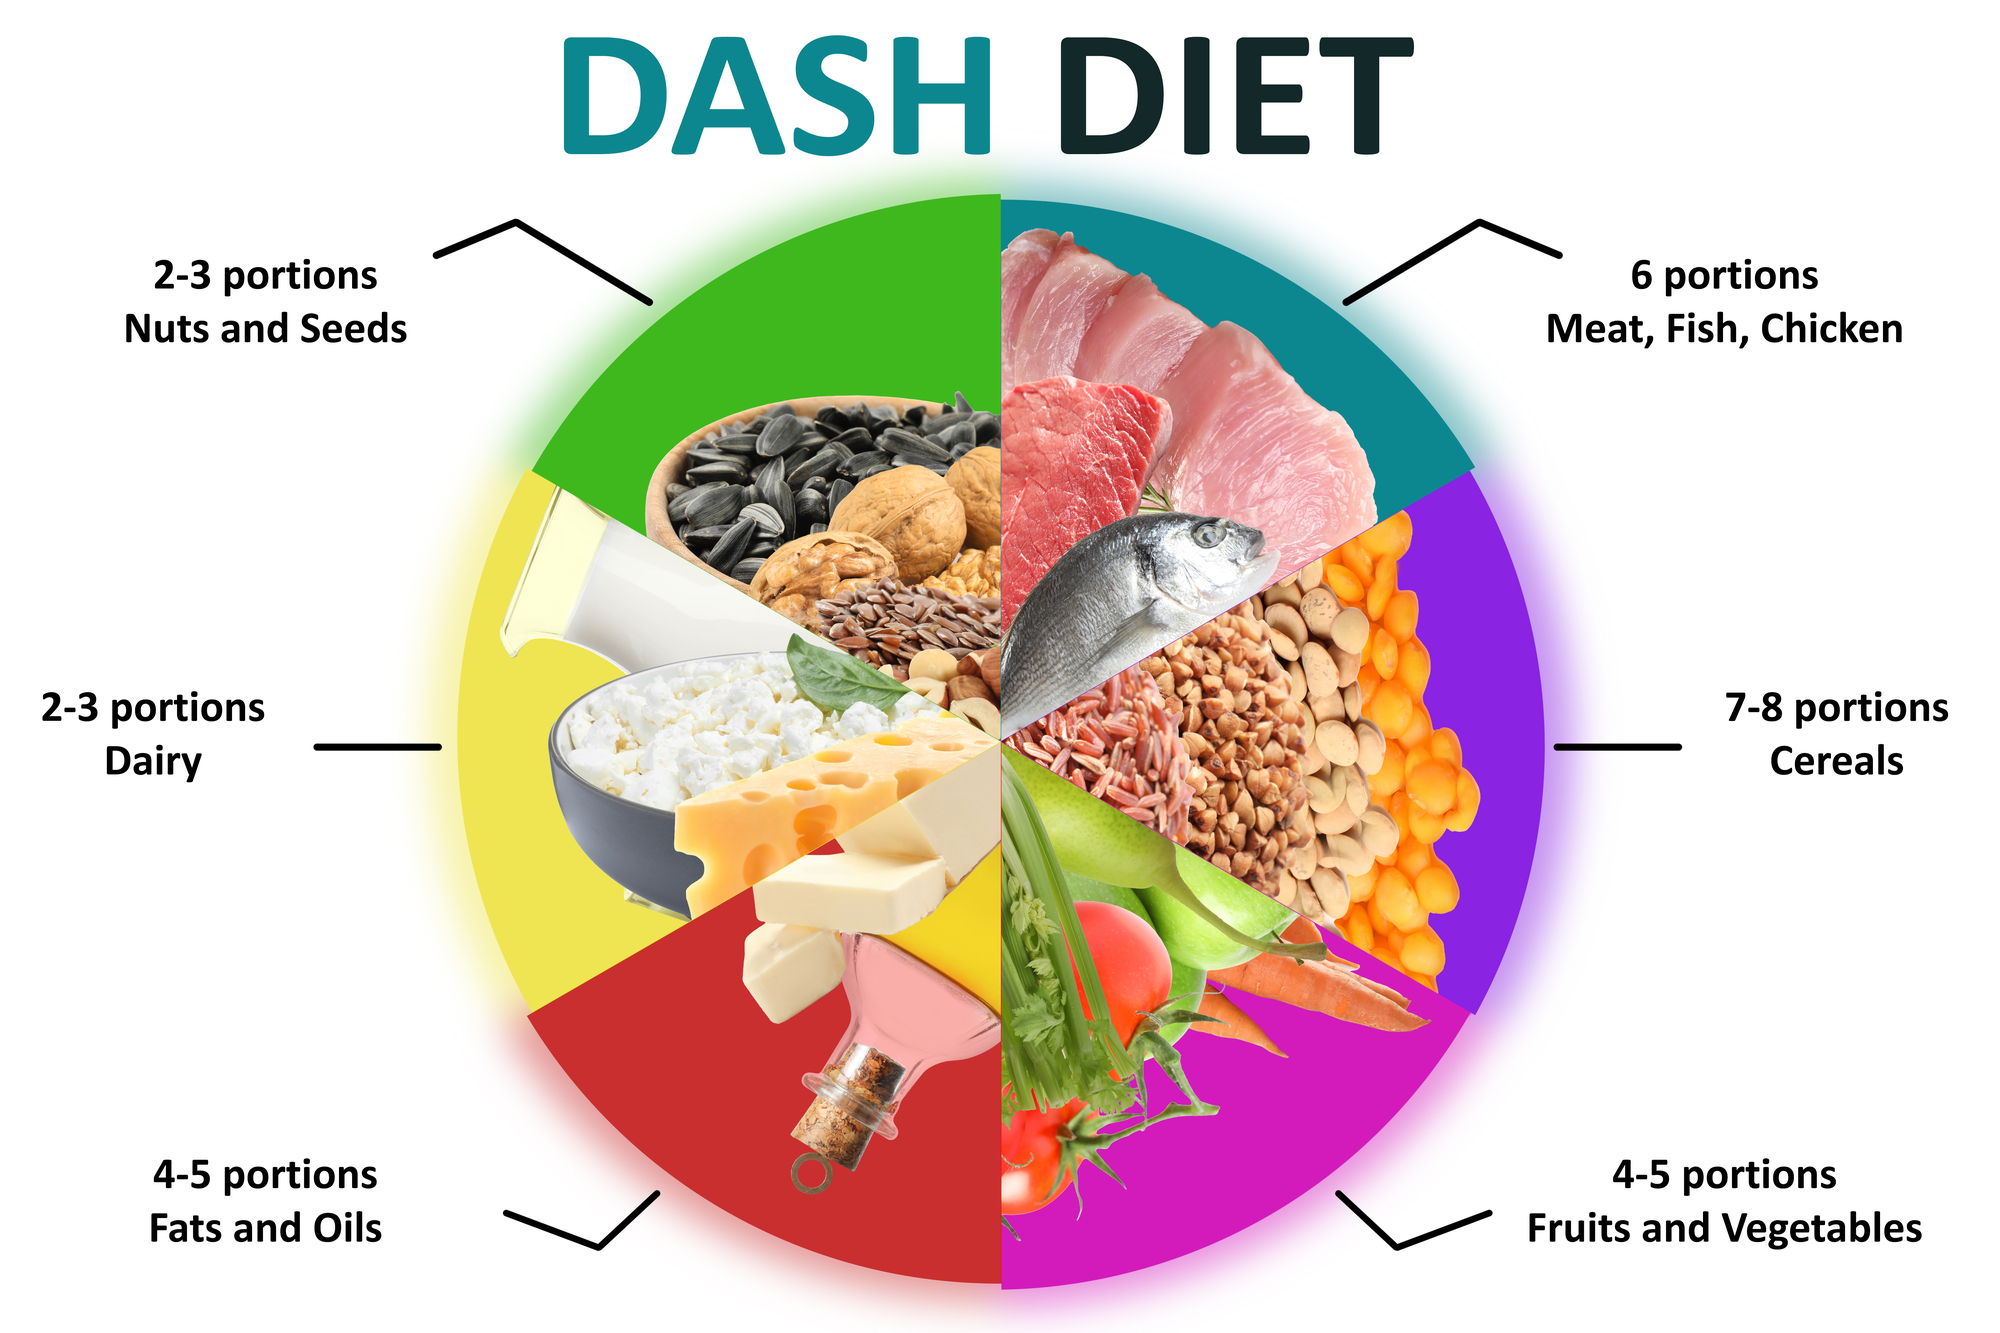 DASH DIET
2-3 portions
Nuts and Seeds
6 portions
Meat, Fish, Chicken
2-3 portions
Dairy
7-8 portions
Cereals
4-5 portions
Fats and Oils
4-5 portions
Fruits and Vegetables